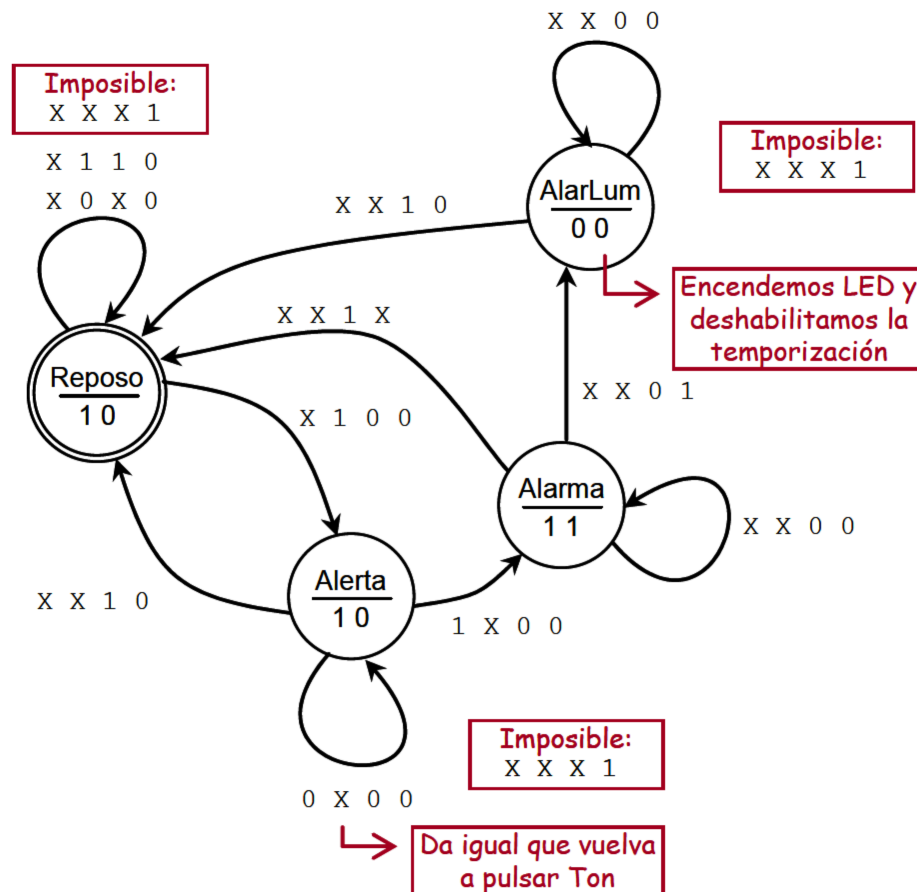 X X 0 0
Imposible:
X X X 1
Imposible:
X X X 1
X 1 1 0
X 0 X 0
AlarLum
0 0
X X 1 0
Encendemos LED y
deshabilitamos la
temporización
X X 1 X
Reposo
1 0
X X 0 1
X 1 0 0
Alarma
1 1
X X 0 0
Alerta
1 0
X X 1 0
1 X 0 0
Imposible:
X X X 1
0 X 0 0
Da igual que vuelva
a pulsar Ton